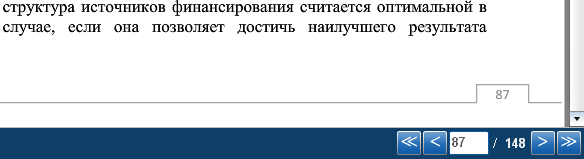 структура источников финансирования считается оптимальной в
случае, если она позволяет достичь наилучшего результата
87
≪ < 87 / 148 > ≫